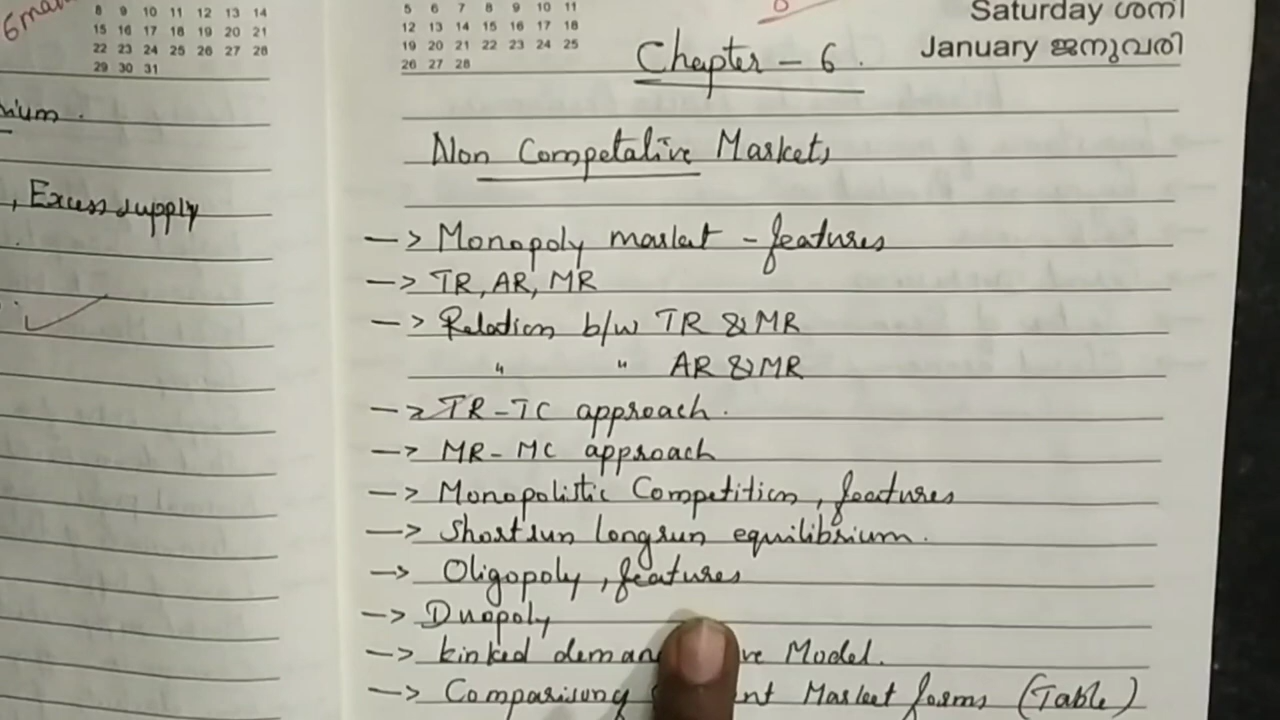 6 ma
8 9 10 11 12 13 14
15 16 17 18 19 20 21
22 23 24 25 26 27 28
29 30 31
, Excess supply
5 6 7 8 9 10 11
12 13 14 15 16 17 18
19 20 21 22 23 24 25
26 27 28
Saturday ശനി
January ജനുവരി
Chapter - 6.
Non Competative Markets
-> Monopoly market - features
-> TR, AR, MR
-> Relation b/w TR & MR
" " AR & MR
-> TR-TC approach.
-> MR-MC approach
-> Monopolistic Competition, features
-> Short run long run equilibrium.
-> Oligopoly, features
-> Duopoly
-> kinked Model.
-> Market forms (Table)